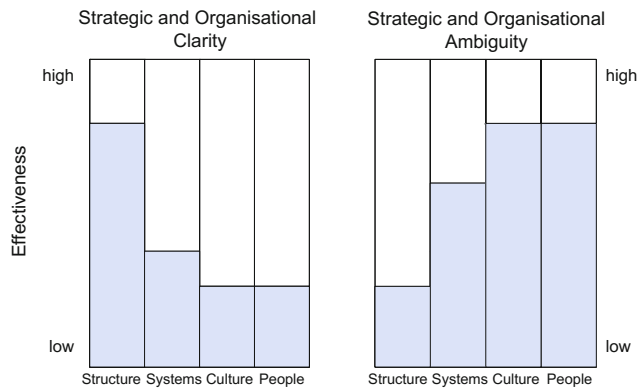 Strategic and Organisational
Clarity
Strategic and Organisational
Ambiguity
high
high
Effectiveness
low
low
Structure Systems Culture People
Structure Systems Culture People